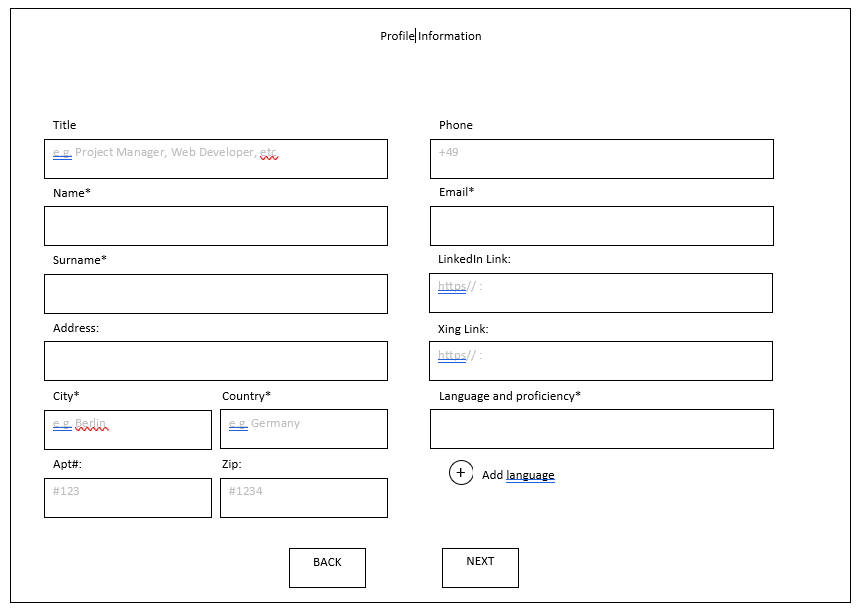 Profile Information
Title
e.g. Project Manager, Web Developer, etc
Name*
Surname*
Address:
City*
Country*
e.g. Berlin
e.g. Germany
Apt#:
Zip:
#123
#1234
Phone
+49
Email*
LinkedIn Link:
https// :
Xing Link:
https// :
Language and proficiency*
+ Add language
BACK
NEXT